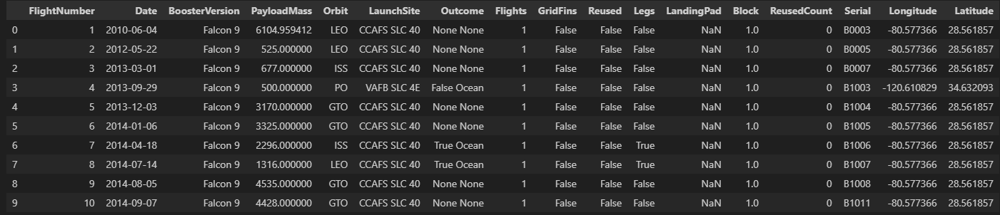 FlightNumber Date BoosterVersion PayloadMass Orbit LaunchSite Outcome Flights GridFins Reused Legs LandingPad Block ReusedCount Serial Longitude Latitude
0 1 2010-06-04 Falcon 9 6104.959412 LEO CCAFS SLC 40 None None 1 False False False NaN 1.0 0 B0003 -80.577366 28.561857
1 2 2012-05-22 Falcon 9 525.000000 LEO CCAFS SLC 40 None None 1 False False False NaN 1.0 0 B0005 -80.577366 28.561857
2 3 2013-03-01 Falcon 9 677.000000 ISS CCAFS SLC 40 None None 1 False False False NaN 1.0 0 B0007 -80.577366 28.561857
3 4 2013-09-29 Falcon 9 500.000000 PO VAFB SLC 4E False Ocean 1 False False False NaN 1.0 0 B1003 -120.610829 34.632093
4 5 2013-12-03 Falcon 9 3170.000000 GTO CCAFS SLC 40 None None 1 False False False NaN 1.0 0 B1004 -80.577366 28.561857
5 6 2014-01-06 Falcon 9 3325.000000 GTO CCAFS SLC 40 None None 1 False False False NaN 1.0 0 B1005 -80.577366 28.561857
6 7 2014-04-18 Falcon 9 2296.000000 ISS CCAFS SLC 40 True Ocean 1 False False True NaN 1.0 0 B1006 -80.577366 28.561857
7 8 2014-07-14 Falcon 9 1316.000000 LEO CCAFS SLC 40 True Ocean 1 False False True NaN 1.0 0 B1007 -80.577366 28.561857
8 9 2014-08-05 Falcon 9 4535.000000 GTO CCAFS SLC 40 None None 1 False False False NaN 1.0 0 B1008 -80.577366 28.561857
9 10 2014-09-07 Falcon 9 4428.000000 GTO CCAFS SLC 40 None None 1 False False False NaN 1.0 0 B1011 -80.577366 28.561857